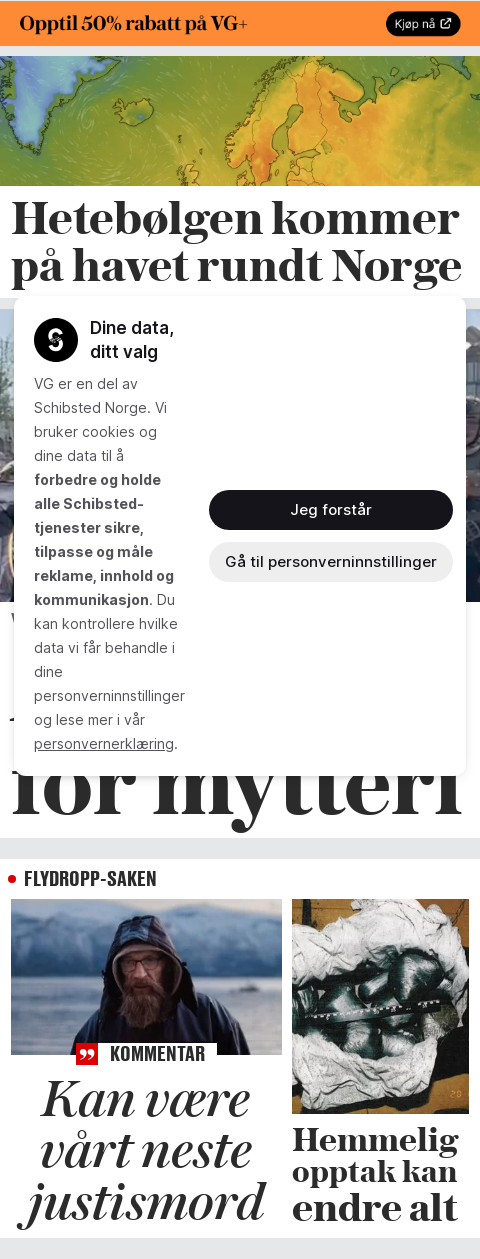 Opptil 50% rabatt på VG+
Kjøp nå
Hetebølgen kommer
på havet rundt Norge
Dine data,
ditt valg
VG er en del av
Schibsted Norge. Vi
bruker cookies og
dine data til å
forbedre og holde
alle Schibsted-
tjenester sikre,
tilpasse og måle
reklame, innhold og
kommunikasjon. Du
kan kontrollere hvilke
data vi får behandle i
dine
personverninnstillinger
og lese mer i vår
personvernerklæring.
Jeg forstår
Gå til personverninnstillinger
for mytteri
FLYDROPP-SAKEN
KOMMENTAR
Kan være
vårt neste
justismord
Hemmelig
opptak kan
endre alt